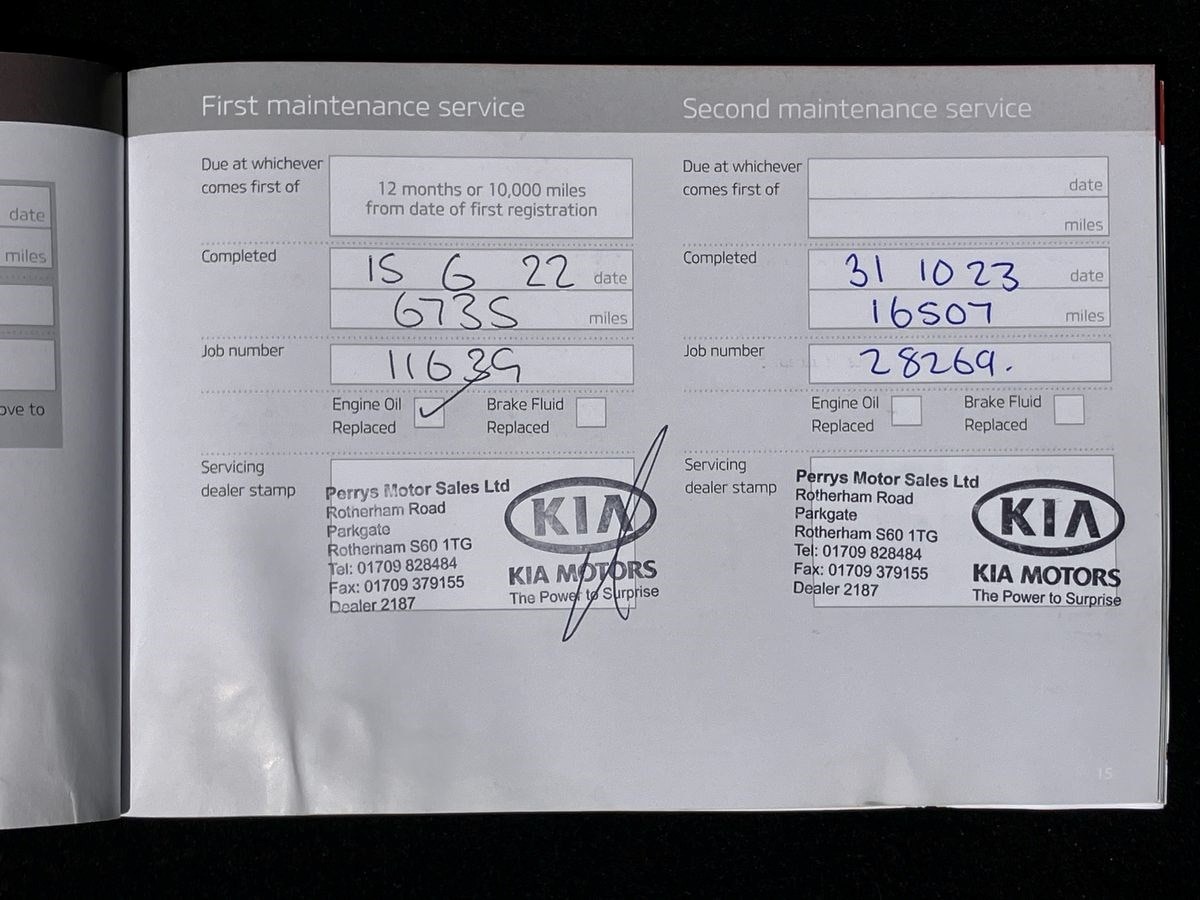 date
miles
ove to
First maintenance service
Due at whichever
comes first of
12 months or 10,000 miles
from date of first registration
Completed
15 6 22 date
6735 miles
Job number
11639
Engine Oil
Replaced
Brake Fluid
Replaced
Servicing
dealer stamp
Perrys Motor Sales Ltd
Rotherham Road
Parkgate
Rotherham S60 1TG
Tel: 01709 828484
Fax: 01709 379155
Dealer 2187
KIA
KIA MOTORS
The Power to Surprise
Second maintenance service
Due at whichever
comes first of
date
miles
Completed
31 10 23 date
16507 miles
Job number
28269.
Engine Oil
Replaced
Brake Fluid
Replaced
Servicing
dealer stamp
Perrys Motor Sales Ltd
Rotherham Road
Parkgate
Rotherham S60 1TG
Tel: 01709 828484
Fax: 01709 379155
Dealer 2187
KIA
KIA MOTORS
The Power to Surprise
15